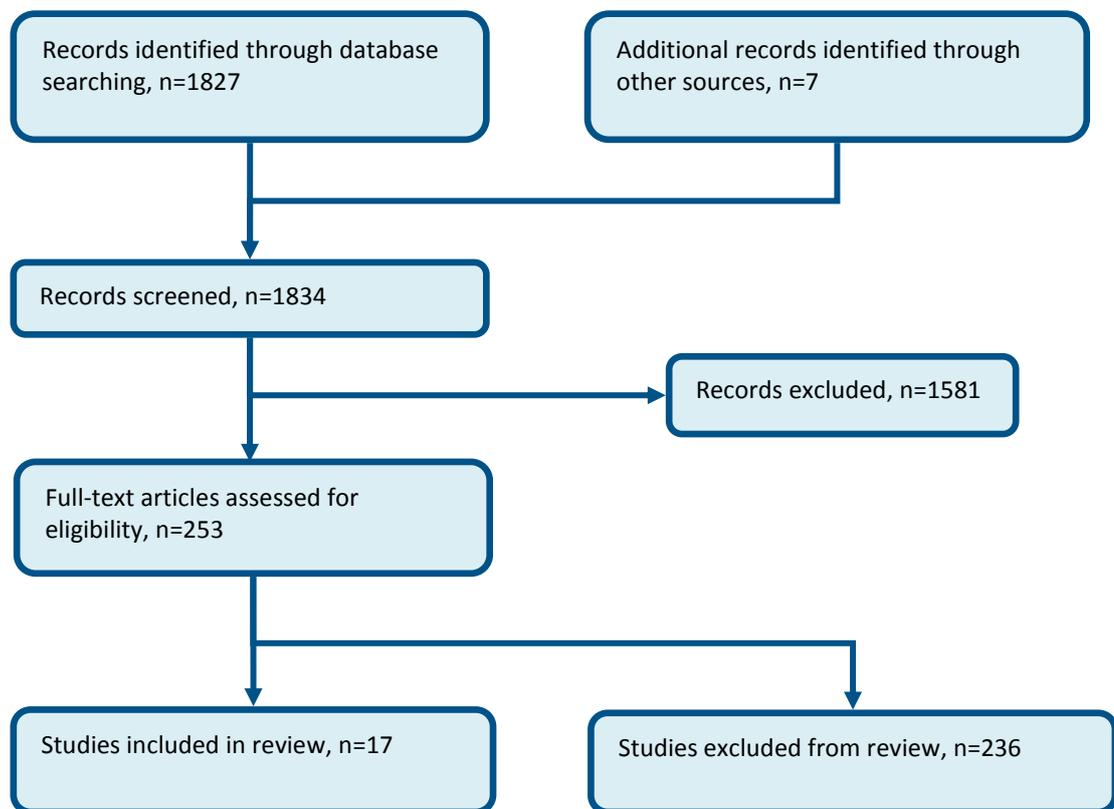 Records identified through database
searching, n=1827
Additional records identified through
other sources, n=7
Records screened, n=1834
Records excluded, n=1581
Full-text articles assessed for
eligibility, n=253
Studies included in review, n=17
Studies excluded from review, n=236